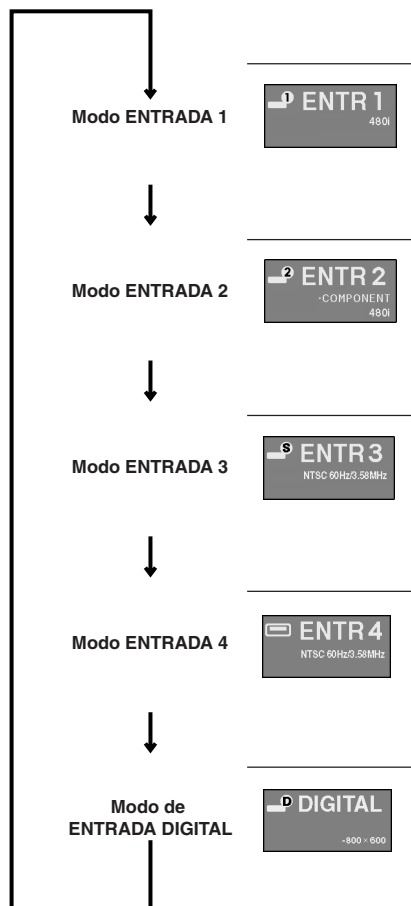 Modo ENTRADA 1
1 ENTR 1
480i
Modo ENTRADA 2
2 ENTR 2
-COMPONENT
480i
Modo ENTRADA 3
S ENTR 3
NTSC 60Hz/3.58MHz
Modo ENTRADA 4
ENTR 4
NTSC 60Hz/3.58MHz
Modo de
ENTRADA DIGITAL
D DIGITAL
-800 × 600